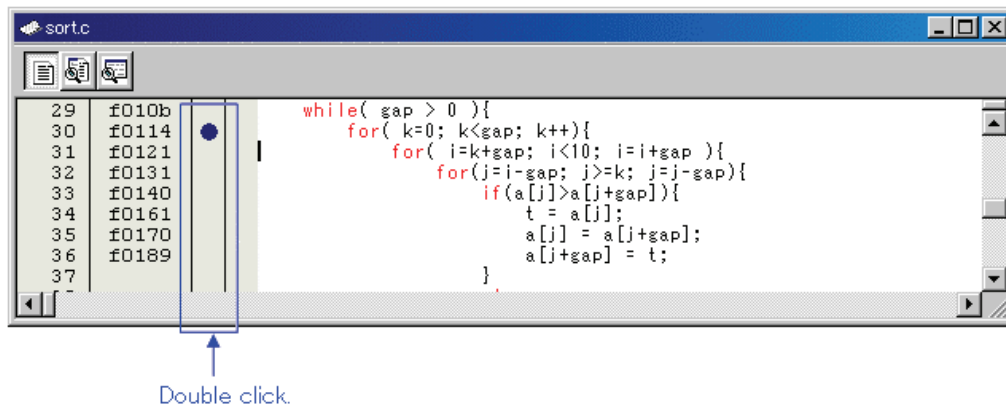 sort.c
29 f010b while( gap > 0 ){
30 f0114 for( k=0; k<gap; k++){
31 f0121 for( i=k+gap; i<10; i=i+gap ){
32 f0131 for(j=i-gap; j>=k; j=j-gap){
33 f0140 if(a[j]>a[j+gap]){
34 f0161 t = a[j];
35 f0170 a[j] = a[j+gap];
36 f0189 a[j+gap] = t;
37 }
Double click.